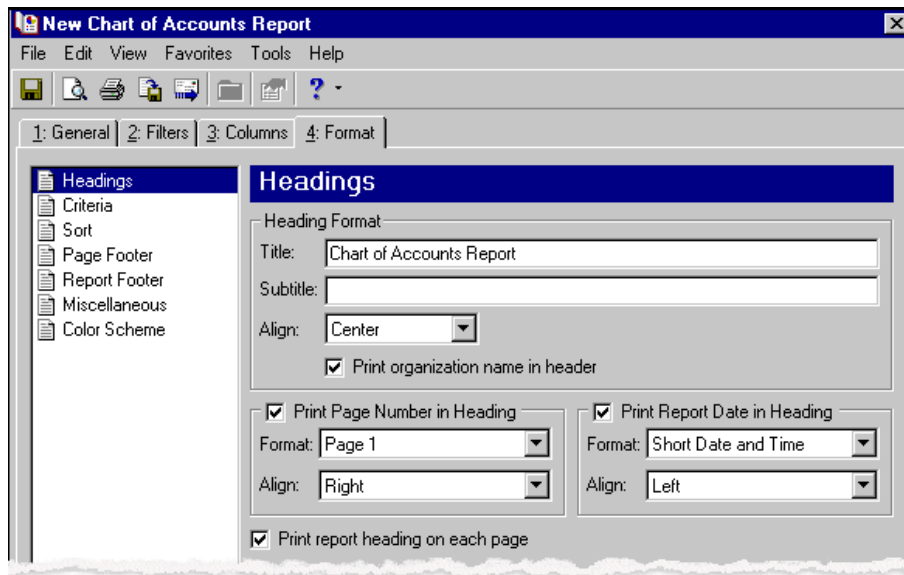 New Chart of Accounts Report
File Edit View Favorites Tools Help
1: General 2: Filters 3: Columns 4: Format
Headings
Criteria
Sort
Page Footer
Report Footer
Miscellaneous
Color Scheme
Headings
Heading Format
Title: Chart of Accounts Report
Subtitle:
Align: Center
Print organization name in header
Print Page Number in Heading
Format: Page 1
Align: Right
Print Report Date in Heading
Format: Short Date and Time
Align: Left
Print report heading on each page